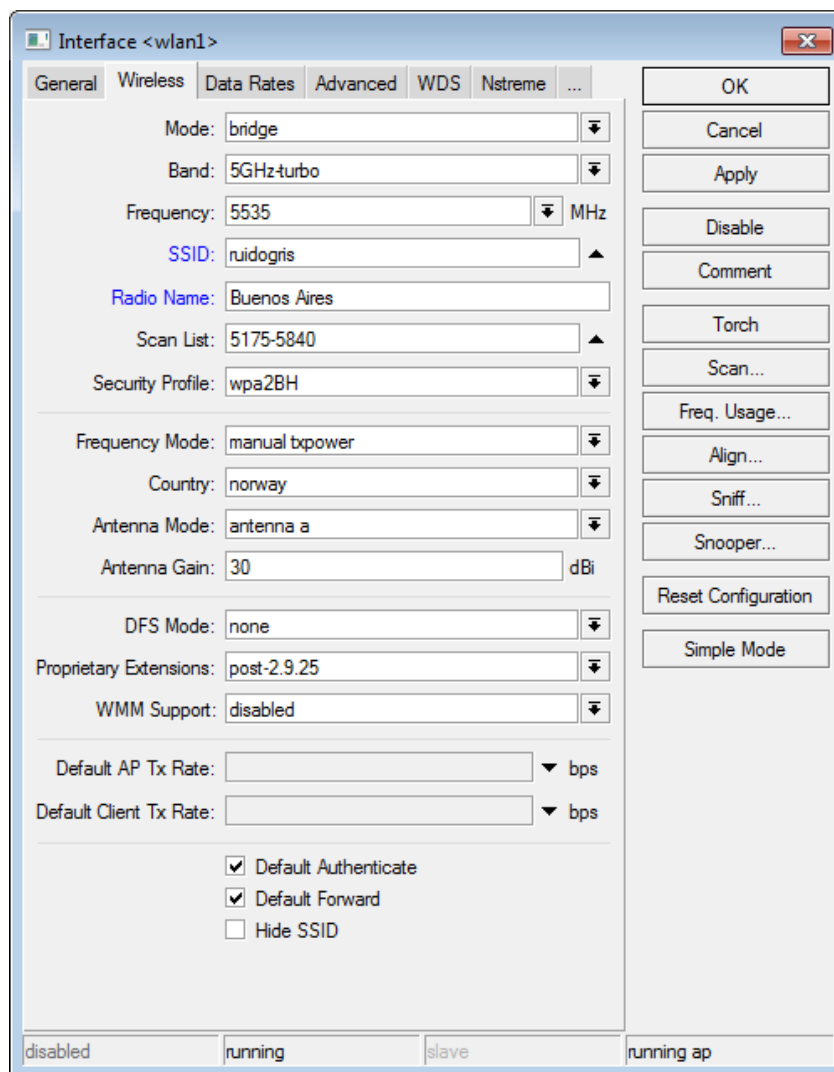 Interface <wlan1>
General Wireless Data Rates Advanced WDS Nstreme ...
Mode: bridge
Band: 5GHz-turbo
Frequency: 5535 MHz
SSID: ruidogris
Radio Name: Buenos Aires
Scan List: 5175-5840
Security Profile: wpa2BH
Frequency Mode: manual txpower
Country: norway
Antenna Mode: antenna a
Antenna Gain: 30 dBi
DFS Mode: none
Proprietary Extensions: post-2.9.25
WMM Support: disabled
Default AP Tx Rate: bps
Default Client Tx Rate: bps
Default Authenticate
Default Forward
Hide SSID
OK
Cancel
Apply
Disable
Comment
Torch
Scan...
Freq. Usage...
Align...
Sniff...
Snooper...
Reset Configuration
Simple Mode
disabled running slave running ap